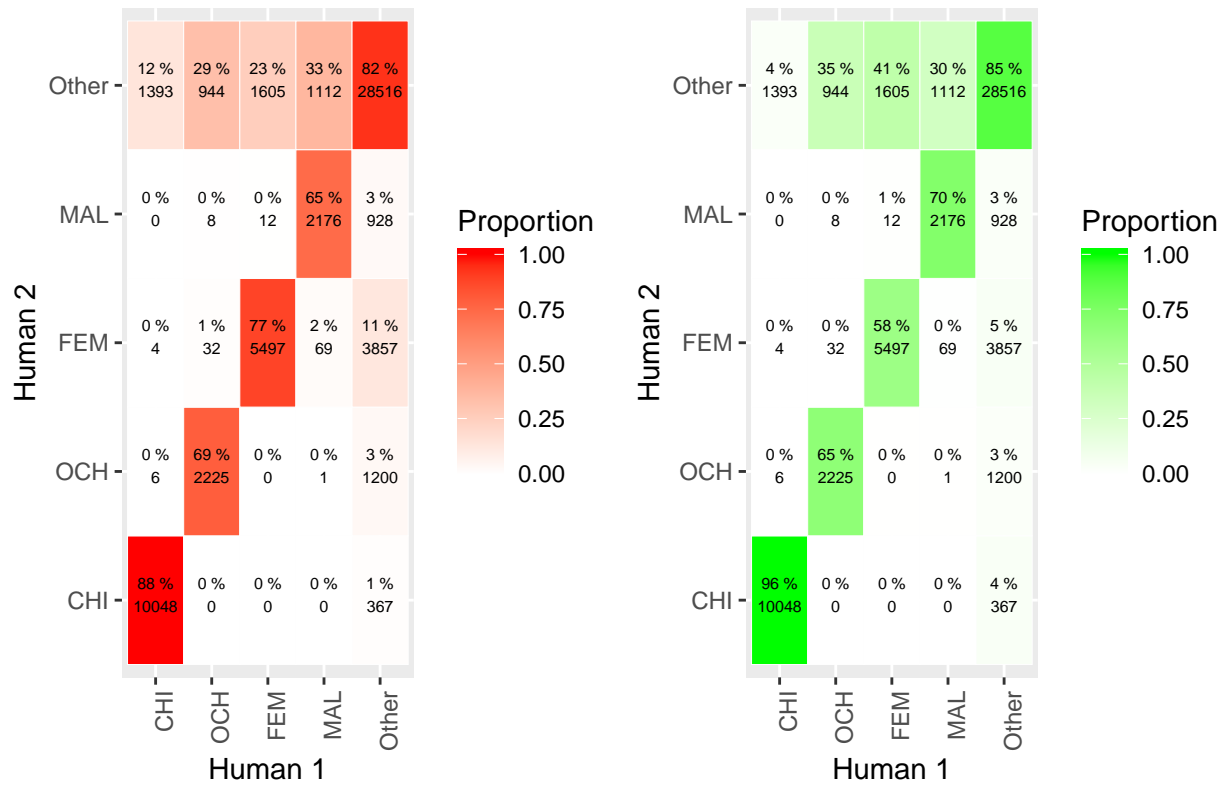 12 % 29 % 23 % 33 % 82 %
Other 1393 944 1605 1112 28516
0 % 0 % 0 % 65 % 3 %
MAL 0 8 12 2176 928
0 % 1 % 77 % 2 % 11 %
FEM 4 32 5497 69 3857
0 % 69 % 0 % 0 % 3 %
OCH 6 2225 0 1 1200
88 % 0 % 0 % 0 % 1 %
CHI 10048 0 0 0 367
CHI OCH FEM MAL Other
Human 1
Human 2
Proportion
1.00
0.75
0.50
0.25
0.00
4 % 35 % 41 % 30 % 85 %
Other 1393 944 1605 1112 28516
0 % 0 % 1 % 70 % 3 %
MAL 0 8 12 2176 928
0 % 0 % 58 % 0 % 5 %
FEM 4 32 5497 69 3857
0 % 65 % 0 % 0 % 3 %
OCH 6 2225 0 1 1200
96 % 0 % 0 % 0 % 4 %
CHI 10048 0 0 0 367
CHI OCH FEM MAL Other
Human 1
Human 2
Proportion
1.00
0.75
0.50
0.25
0.00